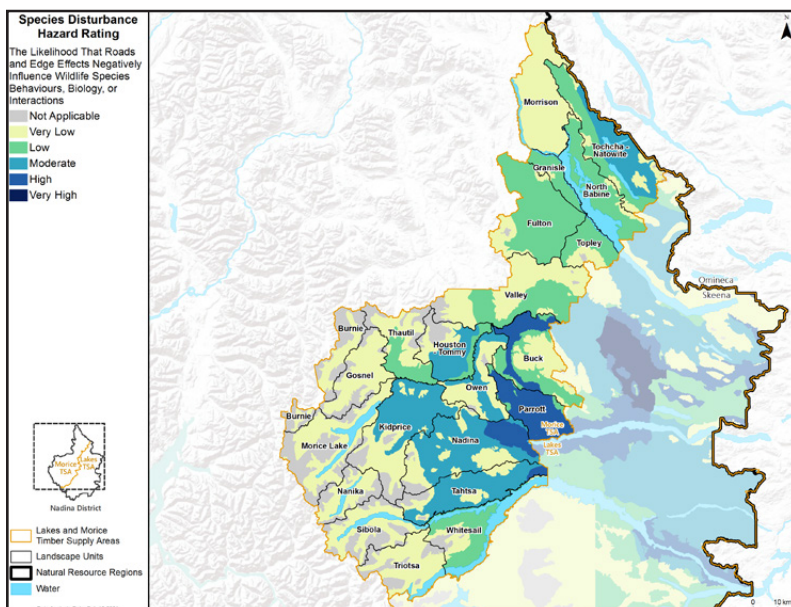 Species Disturbance
Hazard Rating
The Likelihood That Roads
and Edge Effects Negatively
Influence Wildlife Species
Behaviours, Biology, or
Interactions
Not Applicable
Very Low
Low
Moderate
High
Very High
Morice
TSA
Lakes
TSA
Nadina District
Lakes and Morice
Timber Supply Areas
Landscape Units
Natural Resource Regions
Water
N
Morrison
Tochcha -
Natowite
Granisle
North
Babine
Fulton
Topley
Omineca
Skeena
Valley
Burnie
Thautil
Houston
Tommy
Buck
Gosnel
Owen
Burnie
Parrott
Kidprice
Morice
TSA
Morice Lake
Nadina
Lakes
TSA
Nanika
Tahtsa
Sibola
Whitesail
Triotsa
0 10 km